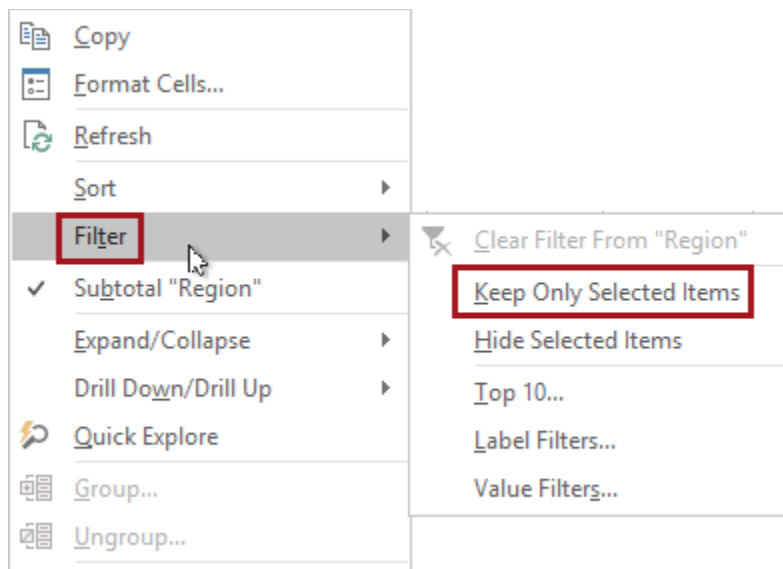 Copy
Format Cells...
Refresh
Sort
Filter
Subtotal "Region"
Expand/Collapse
Drill Down/Drill Up
Quick Explore
Group...
Ungroup...
Clear Filter From "Region"
Keep Only Selected Items
Hide Selected Items
Top 10...
Label Filters...
Value Filters...